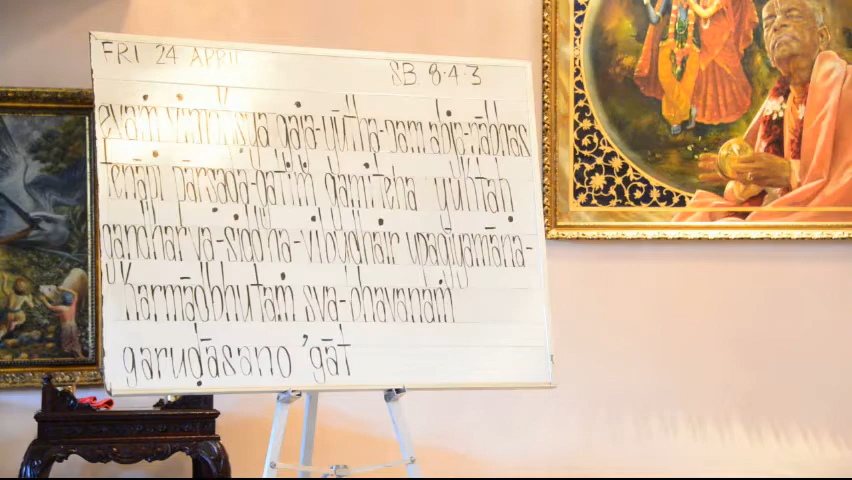 FRI 24 APRIL
SB 8.4.3
evaṁ vimokṣya gaja-yūtha-pam abja-nābhas
tenāpi pārṣada-gatiṁ gamitena yuktaḥ
gandharva-siddha-vibudhair upagīyamāna-
karmādbhutaṁ sva-bhavanaṁ
garuḍāsano 'gāt